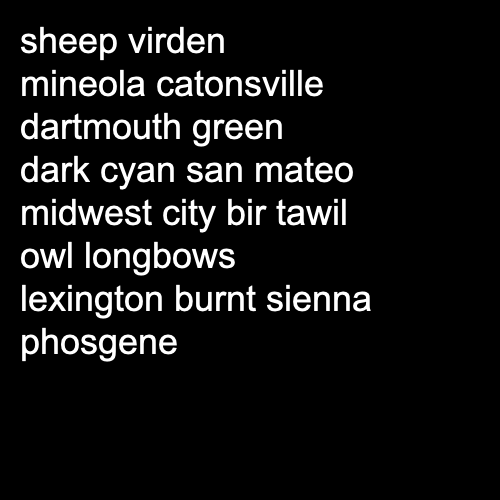 sheep virden
mineola catonsville
dartmouth green
dark cyan san mateo
midwest city bir tawil
owl longbows
lexington burnt sienna
phosgene